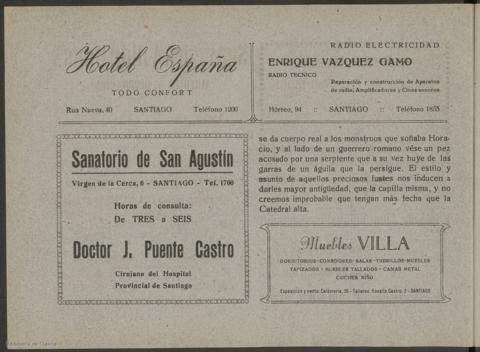 Hotel España
TODO CONFORT
Rua Nueva, 40 SANTIAGO Teléfono 1200
RADIO ELECTRICIDAD
ENRIQUE VAZQUEZ GAMO
RADIO TECNICO
Reparación y construcción de Aparatos
de radio, Amplificadores y Cines sonoros.
Hórreo, 94 :: SANTIAGO :: Teléfono 1855
Sanatorio de San Agustín
Virgen de la Cerca, 6 - SANTIAGO - Tel. 1766
Horas de consulta:
De TRES a SEIS
Doctor J. Puente Castro
Cirujano del Hospital
Provincial de Santiago
se da cuerpo real a los monstruos que soñaba Hora-
cio, y al lado de un guerrero romano vése un pez
acosado por una serpiente que a su vez huye de las
garras de un águila que la persigue. El estilo y
asunto de aquellos preciosos fustes nos inducen a
darles mayor antigüedad, que la capilla misma, y no
creemos improbable que tengan más fecha que la
Catedral alta.
Muebles VILLA
DORMITORIOS-COMEDORES-SALAS-TRESILLOS-MUEBLES
TAPIZADOS - MUEBLES TALLADOS - CAMAS METAL
COCHES NIÑO
Exposición y venta: Calderería, 36 - Talleres: Rosalía Castro, 2 - SANTIAGO